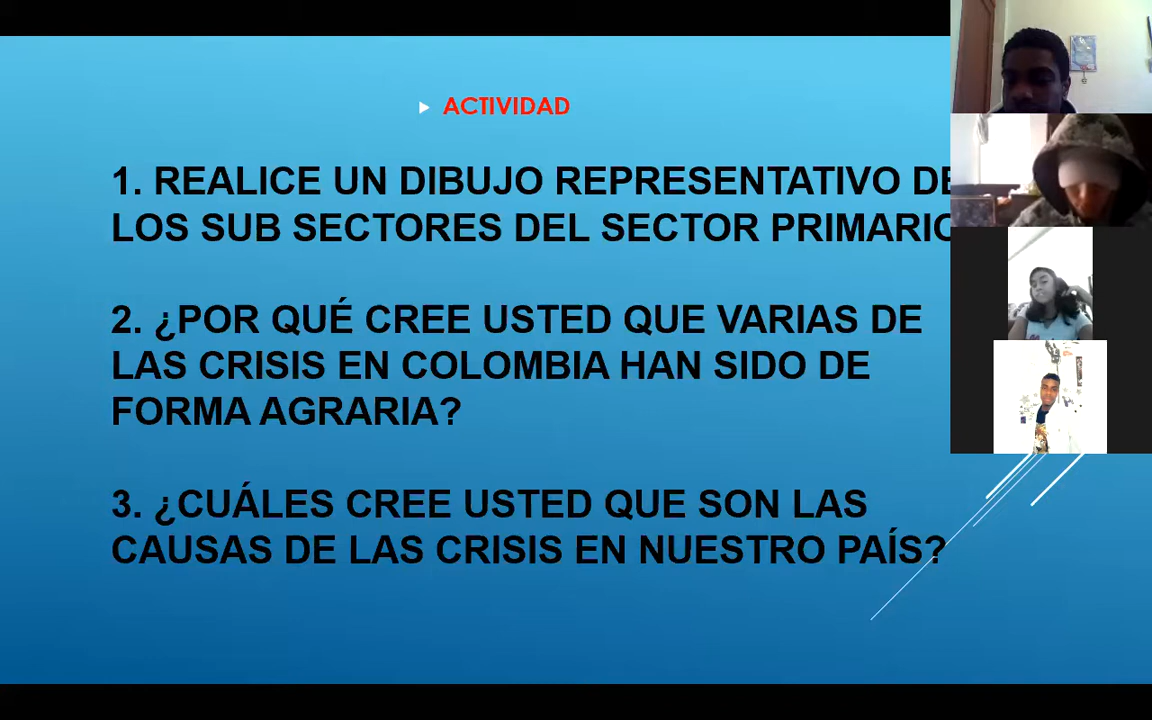 ACTIVIDAD
1. REALICE UN DIBUJO REPRESENTATIVO DE
LOS SUB SECTORES DEL SECTOR PRIMARIO
2. ¿POR QUÉ CREE USTED QUE VARIAS DE
LAS CRISIS EN COLOMBIA HAN SIDO DE
FORMA AGRARIA?
3. ¿CUÁLES CREE USTED QUE SON LAS
CAUSAS DE LAS CRISIS EN NUESTRO PAÍS?